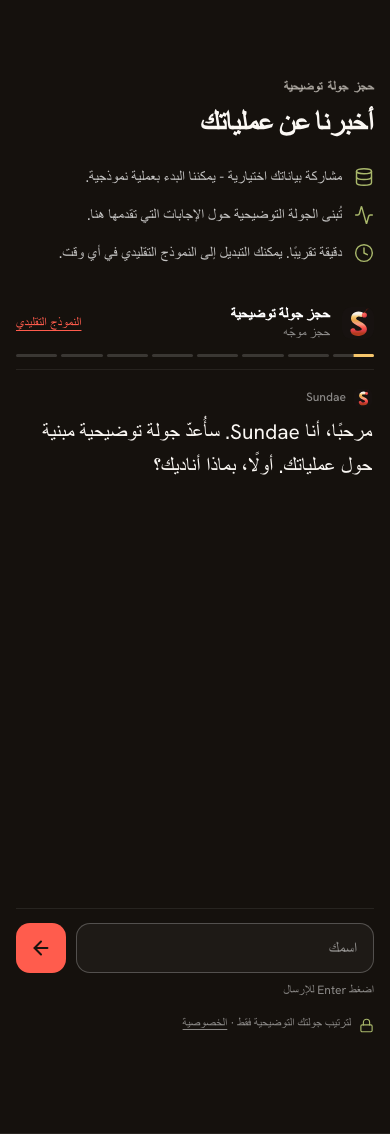 حجز جولة توضيحية
أخبرنا عن عملياتك
مشاركة بياناتك اختيارية - يمكننا البدء بعملية نموذجية.
تُبنى الجولة التوضيحية حول الإجابات التي تقدمها هنا.
دقيقة تقريبًا. يمكنك التبديل إلى النموذج التقليدي في أي وقت.
حجز جولة توضيحية
حجز موجّه
النموذج التقليدي
Sundae
مرحبًا، أنا Sundae. سأُعدّ جولة توضيحية مبنية
حول عملياتك. أولًا، بماذا أناديك؟
اسمك
اضغط Enter للإرسال
لترتيب جولتك التوضيحية فقط · الخصوصية